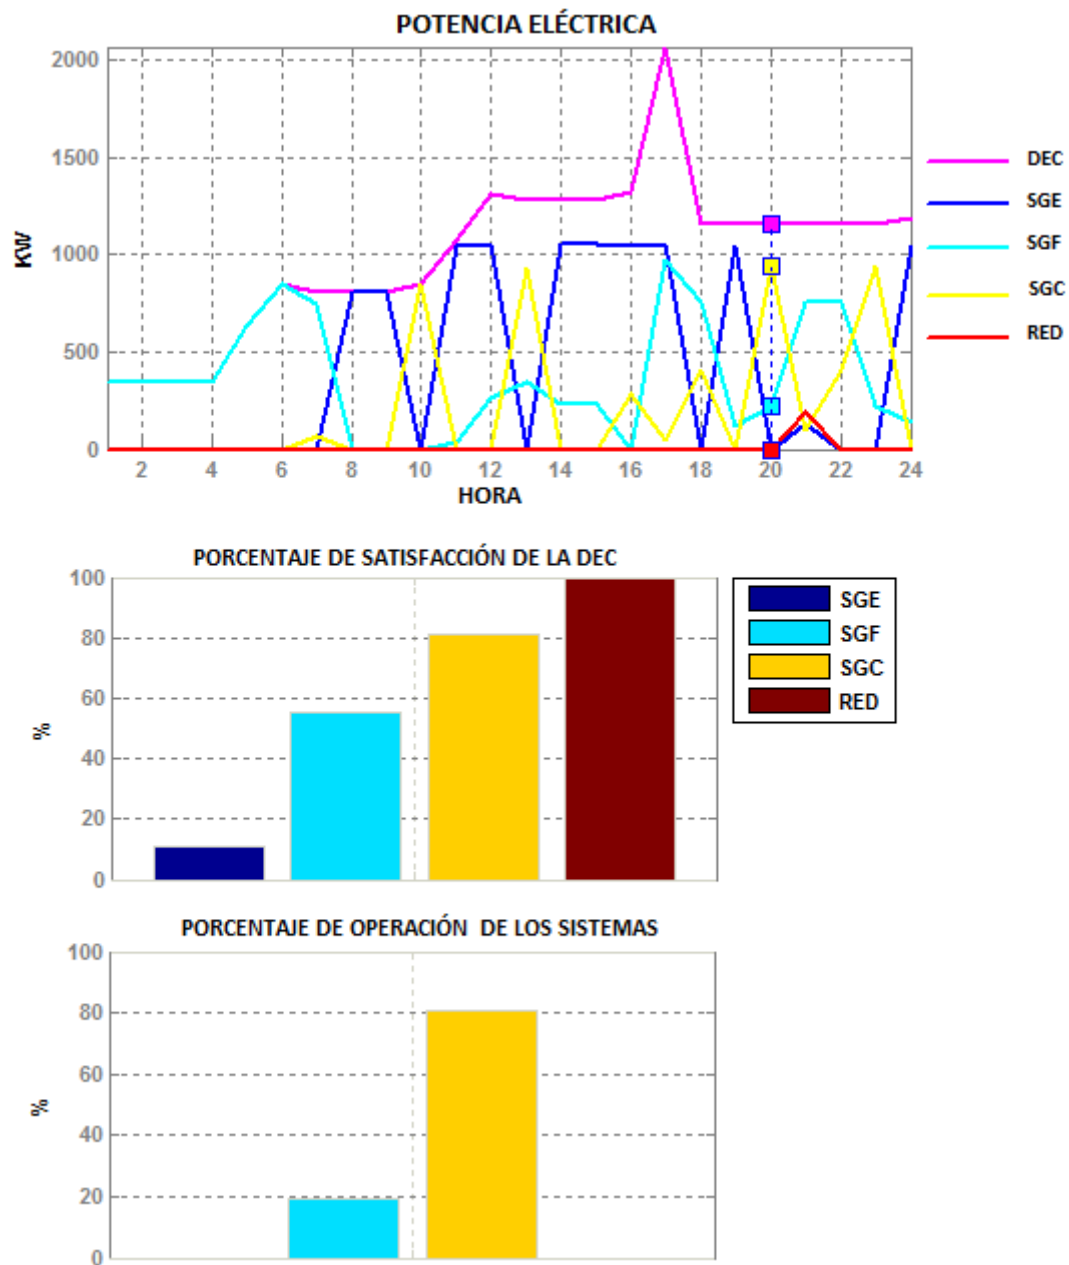 POTENCIA ELÉCTRICA
2000
1500
1000
500
0
KW
2 4 6 8 10 12 14 16 18 20 22 24
HORA
DEC
SGE
SGF
SGC
RED
PORCENTAJE DE SATISFACCIÓN DE LA DEC
100
80
60
40
20
0
%
SGE
SGF
SGC
RED
PORCENTAJE DE OPERACIÓN DE LOS SISTEMAS
100
80
60
40
20
0
%